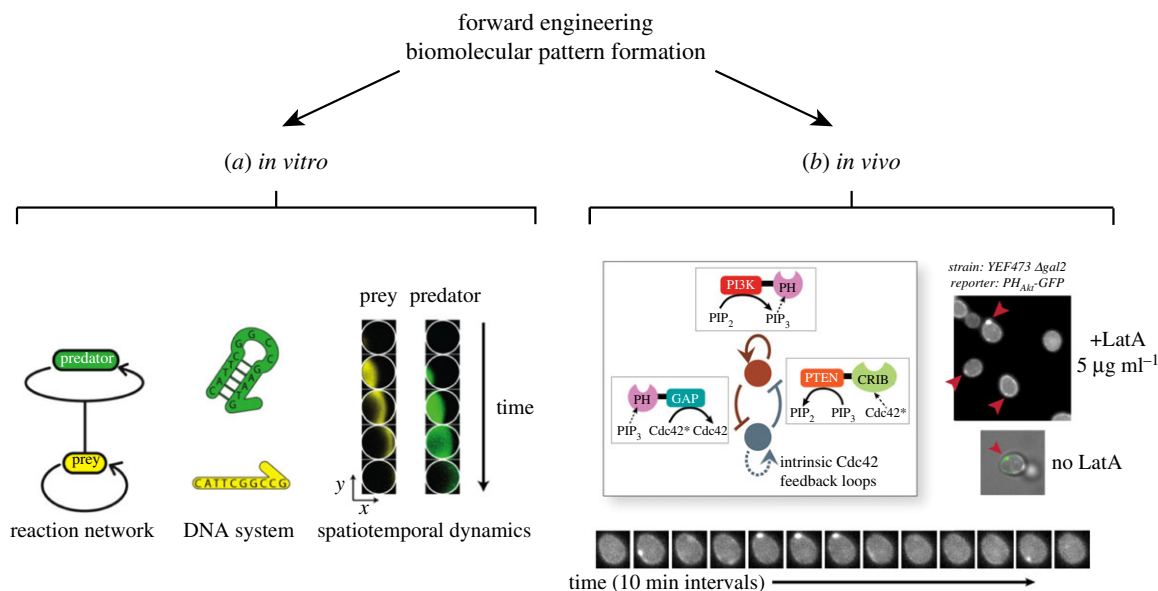 forward engineering
biomolecular pattern formation
(a) in vitro
(b) in vivo
predator
prey
reaction network
CATTCGGCCGAATG
CATTCGGCCG
DNA system
prey predator
time
y
x
spatiotemporal dynamics
PI3K PH
PIP2 PIP3
PH GAP
PIP3 Cdc42* Cdc42
PTEN CRIB
PIP2 PIP3 Cdc42*
intrinsic Cdc42
feedback loops
strain: YEF473 Δgal2
reporter: PHAkt-GFP
+LatA
5 µg ml–1
no LatA
time (10 min intervals)